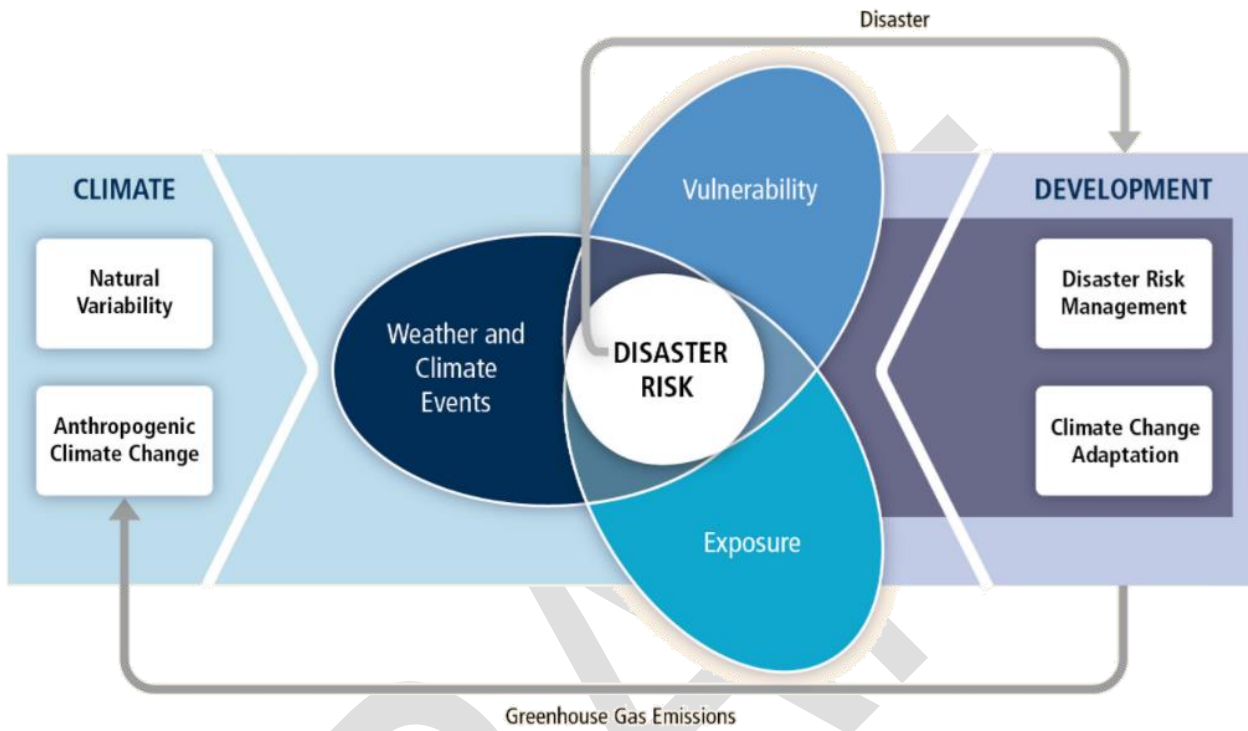 Disaster
CLIMATE
Natural
Variability
Anthropogenic
Climate Change
Weather and
Climate
Events
Vulnerability
DISASTER
RISK
Exposure
DEVELOPMENT
Disaster Risk
Management
Climate Change
Adaptation
Greenhouse Gas Emissions